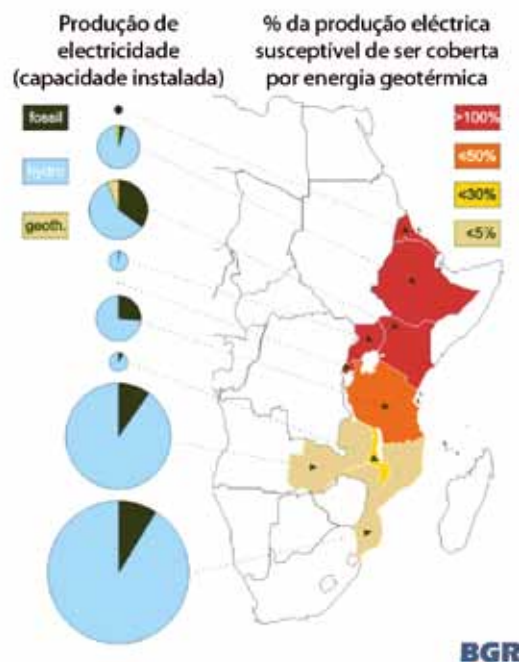 Produção de
electricidade
(capacidade instalada)
% da produção eléctrica
susceptível de ser coberta
por energia geotérmica
fossil
hydro
geoth.
>100%
≤50%
<30%
<5%
BGR